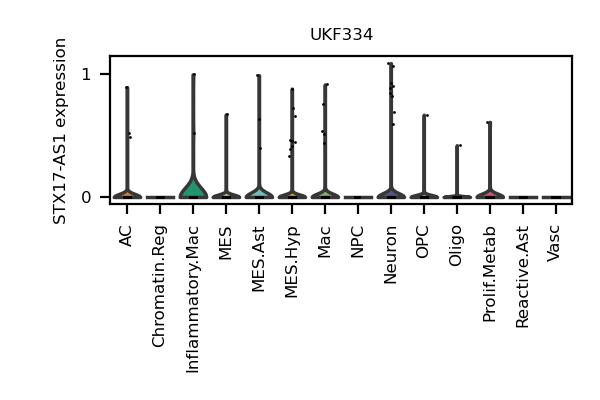 UKF334
STX17-AS1 expression
1
0
AC
Chromatin.Reg
Inflammatory.Mac
MES
MES.Ast
MES.Hyp
Mac
NPC
Neuron
OPC
Oligo
Prolif.Metab
Reactive.Ast
Vasc